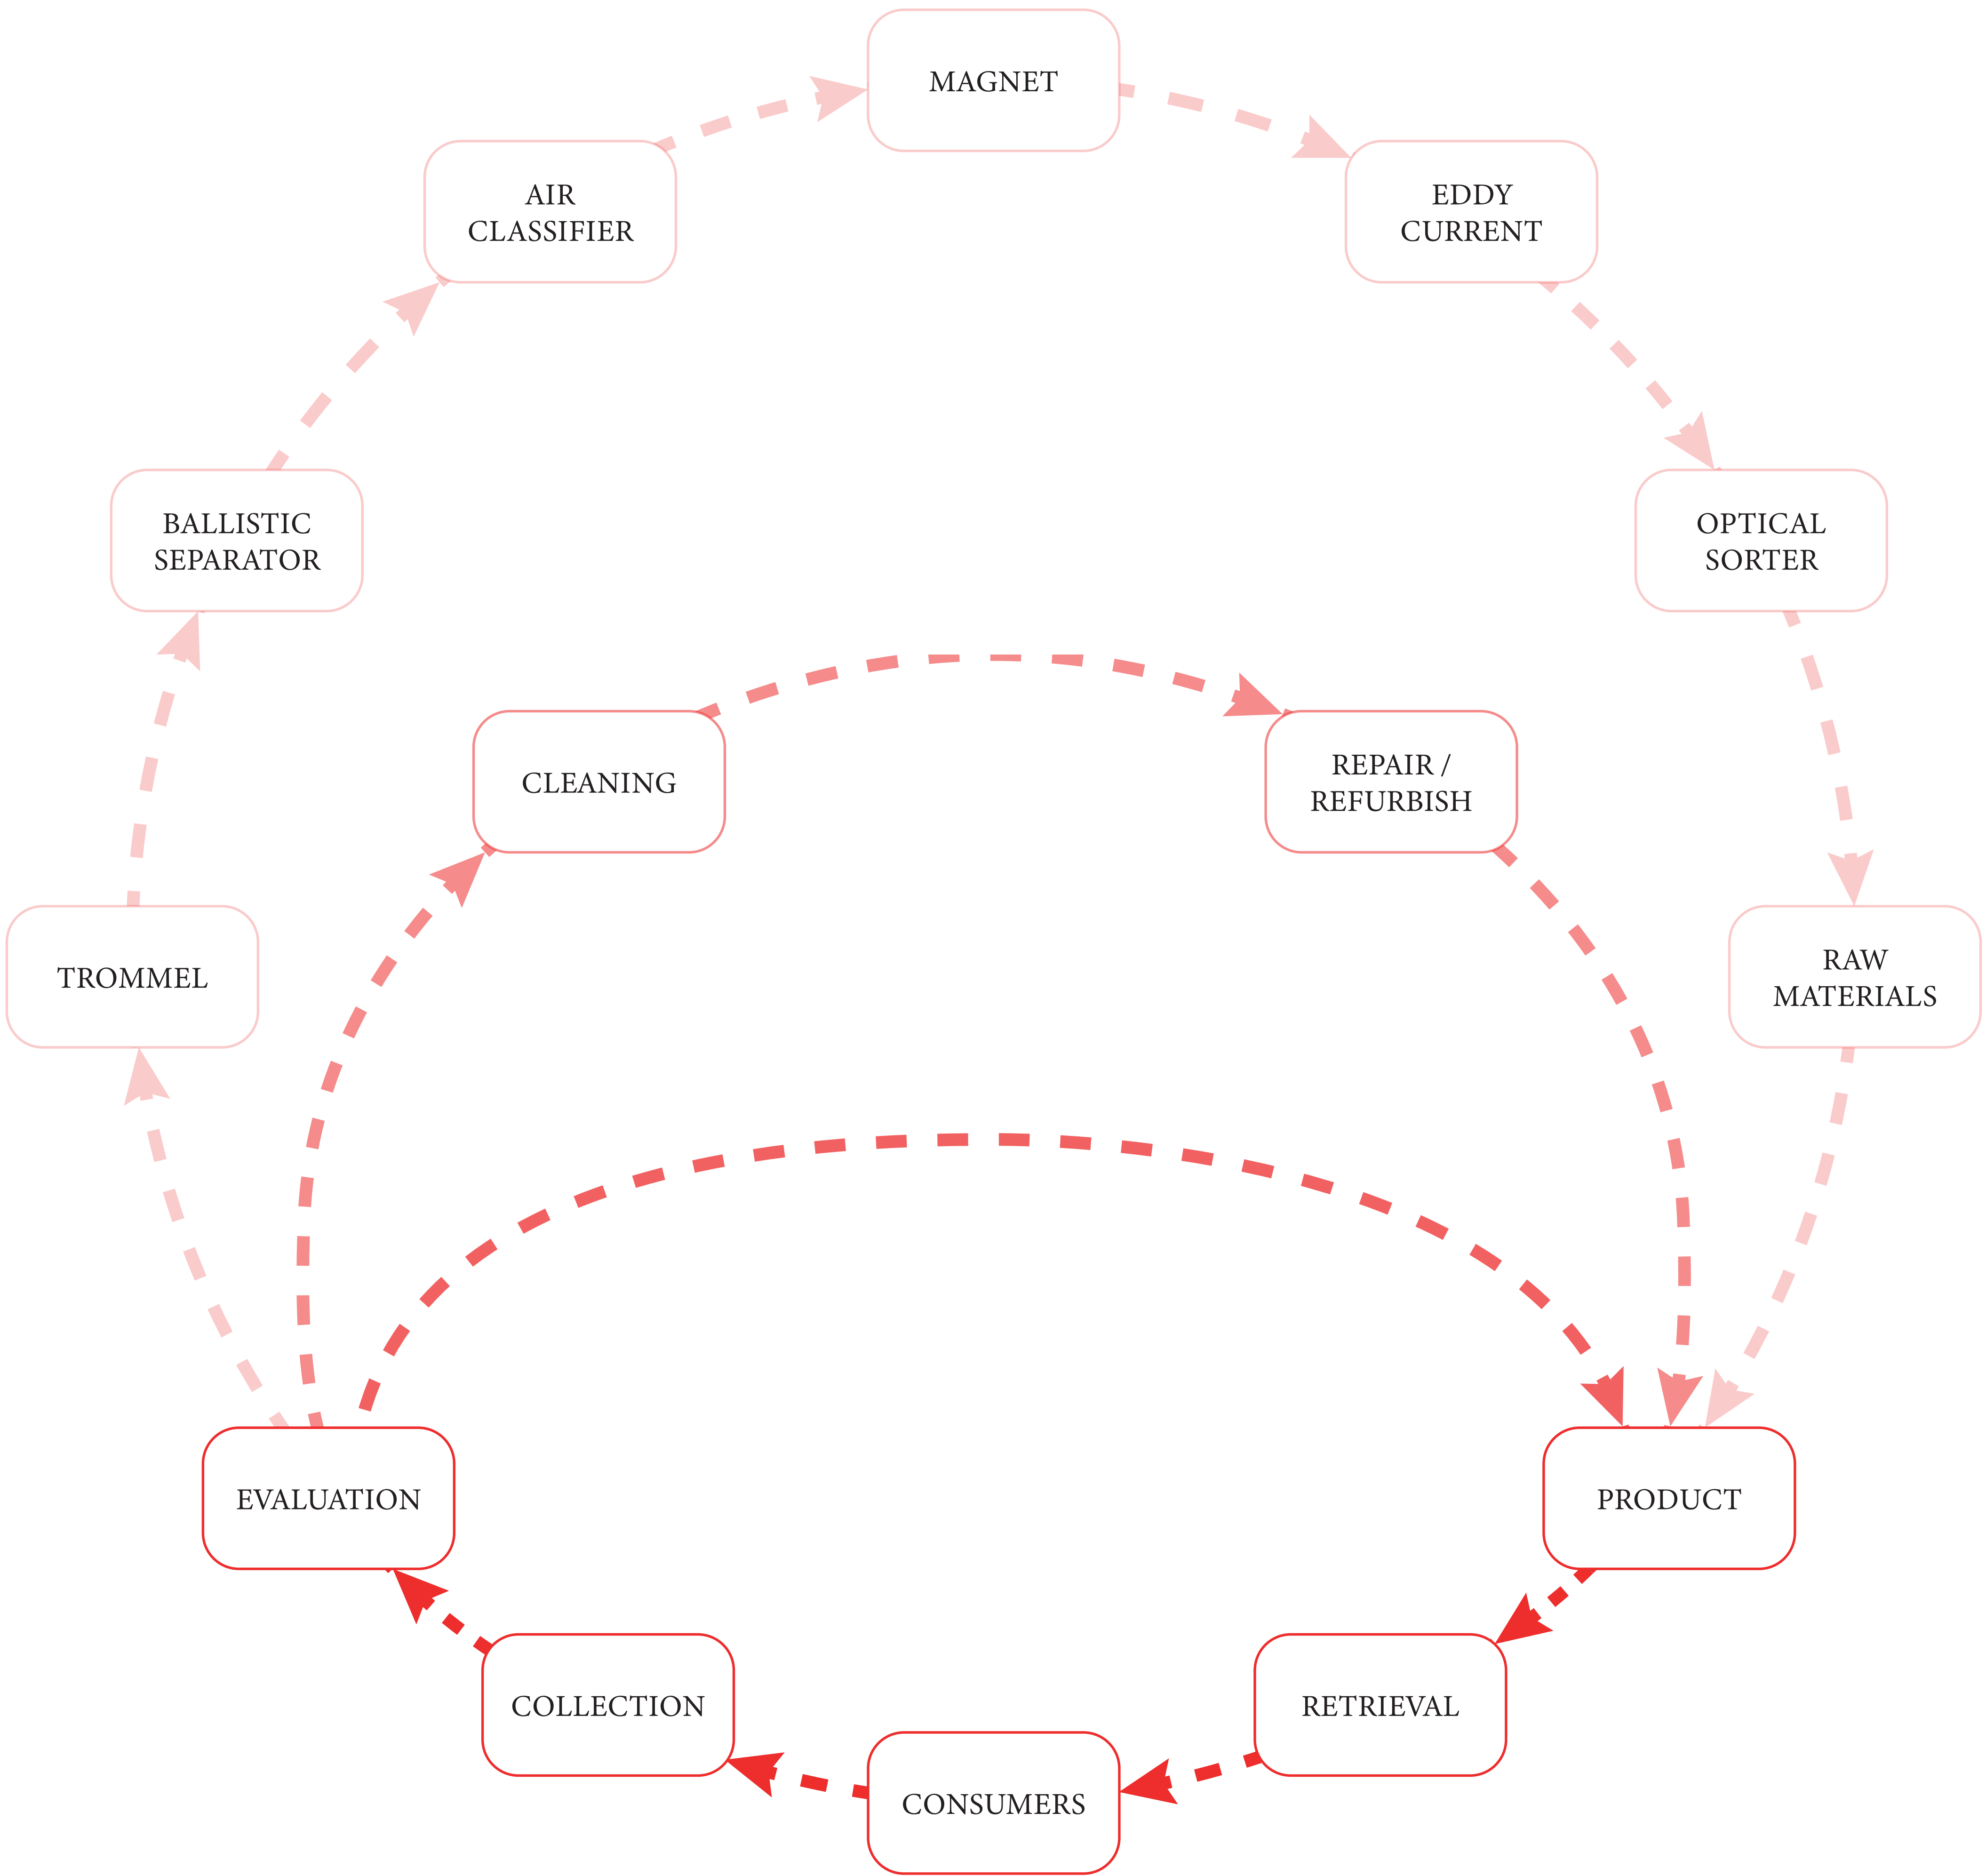 MAGNET
AIR
CLASSIFIER
EDDY
CURRENT
BALLISTIC
SEPARATOR
OPTICAL
SORTER
CLEANING
REPAIR /
REFURBISH
TROMMEL
RAW
MATERIALS
EVALUATION
PRODUCT
COLLECTION
RETRIEVAL
CONSUMERS